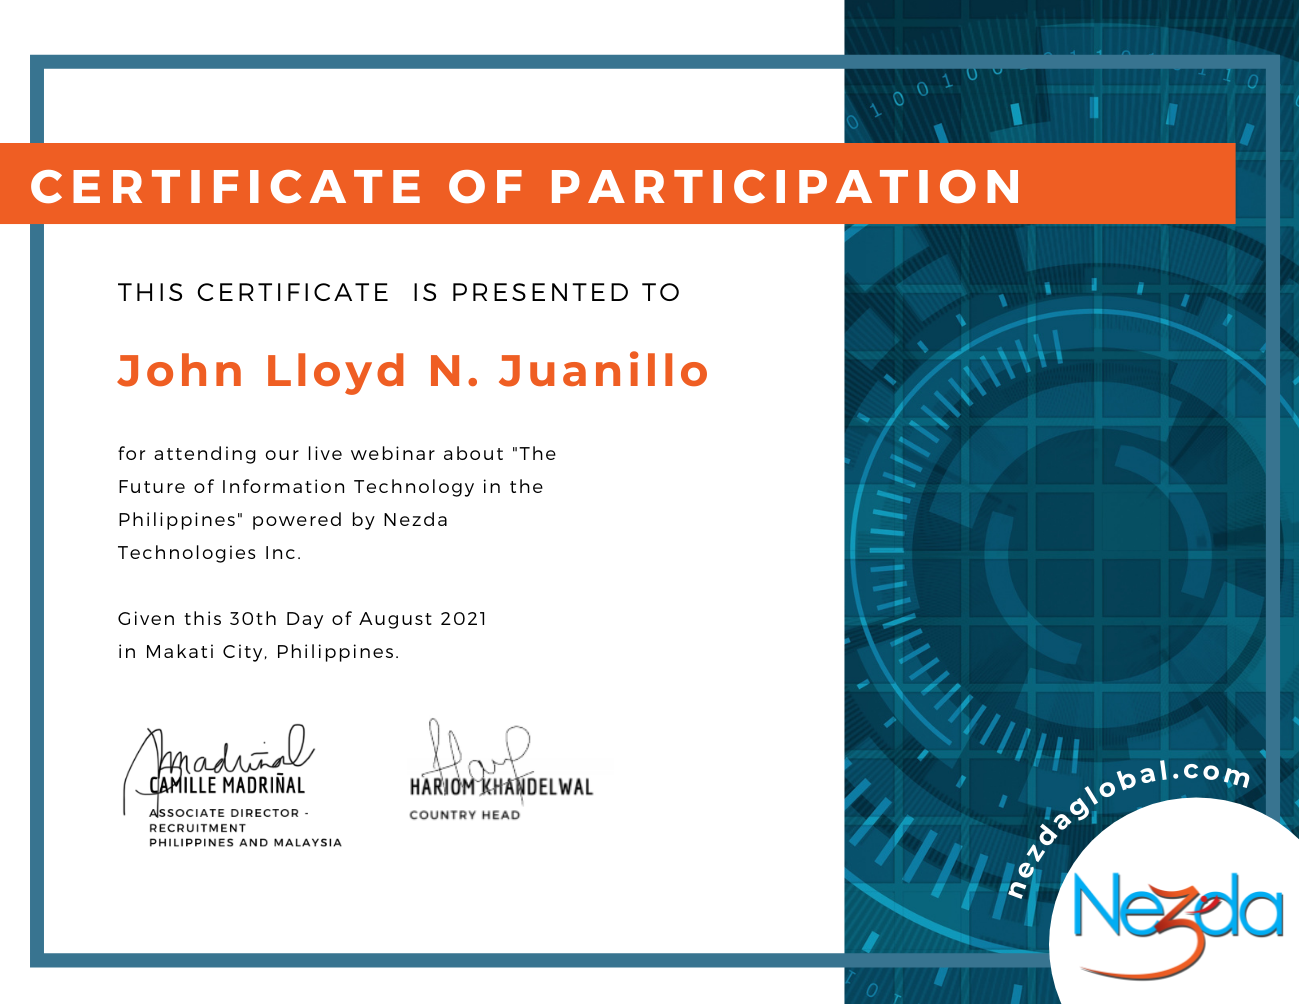 CERTIFICATE OF PARTICIPATION
THIS CERTIFICATE IS PRESENTED TO
John Lloyd N. Juanillo
for attending our live webinar about "The
Future of Information Technology in the
Philippines" powered by Nezda
Technologies Inc.
Given this 30th Day of August 2021
in Makati City, Philippines.
Madriñal
CAMILLE MADRIÑAL
ASSOCIATE DIRECTOR -
RECRUITMENT
PHILIPPINES AND MALAYSIA
HARIOM KHANDELWAL
COUNTRY HEAD
nezdaglobal.com
Nezda